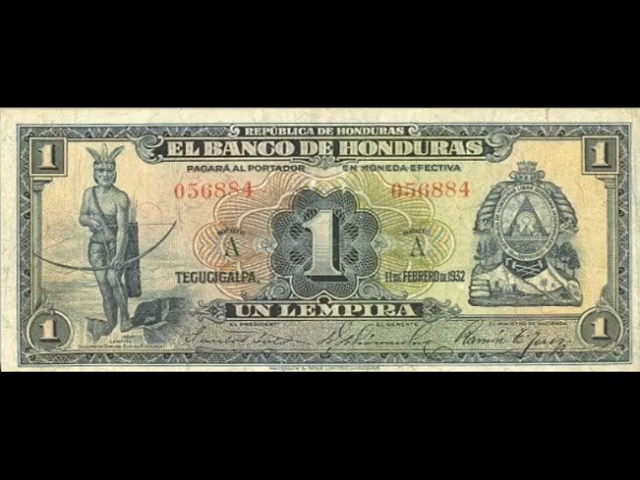 REPÚBLICA DE HONDURAS
1 EL BANCO DE HONDURAS 1
PAGARÁ AL PORTADOR EN MONEDA EFECTIVA
056884 056884
A 1 A
TEGUCIGALPA, 11 DE FEBRERO DE 1932
UN LEMPIRA
1 EL PRESIDENTE EL GERENTE EL MINISTRO DE HACIENDA 1
LEMPIRA